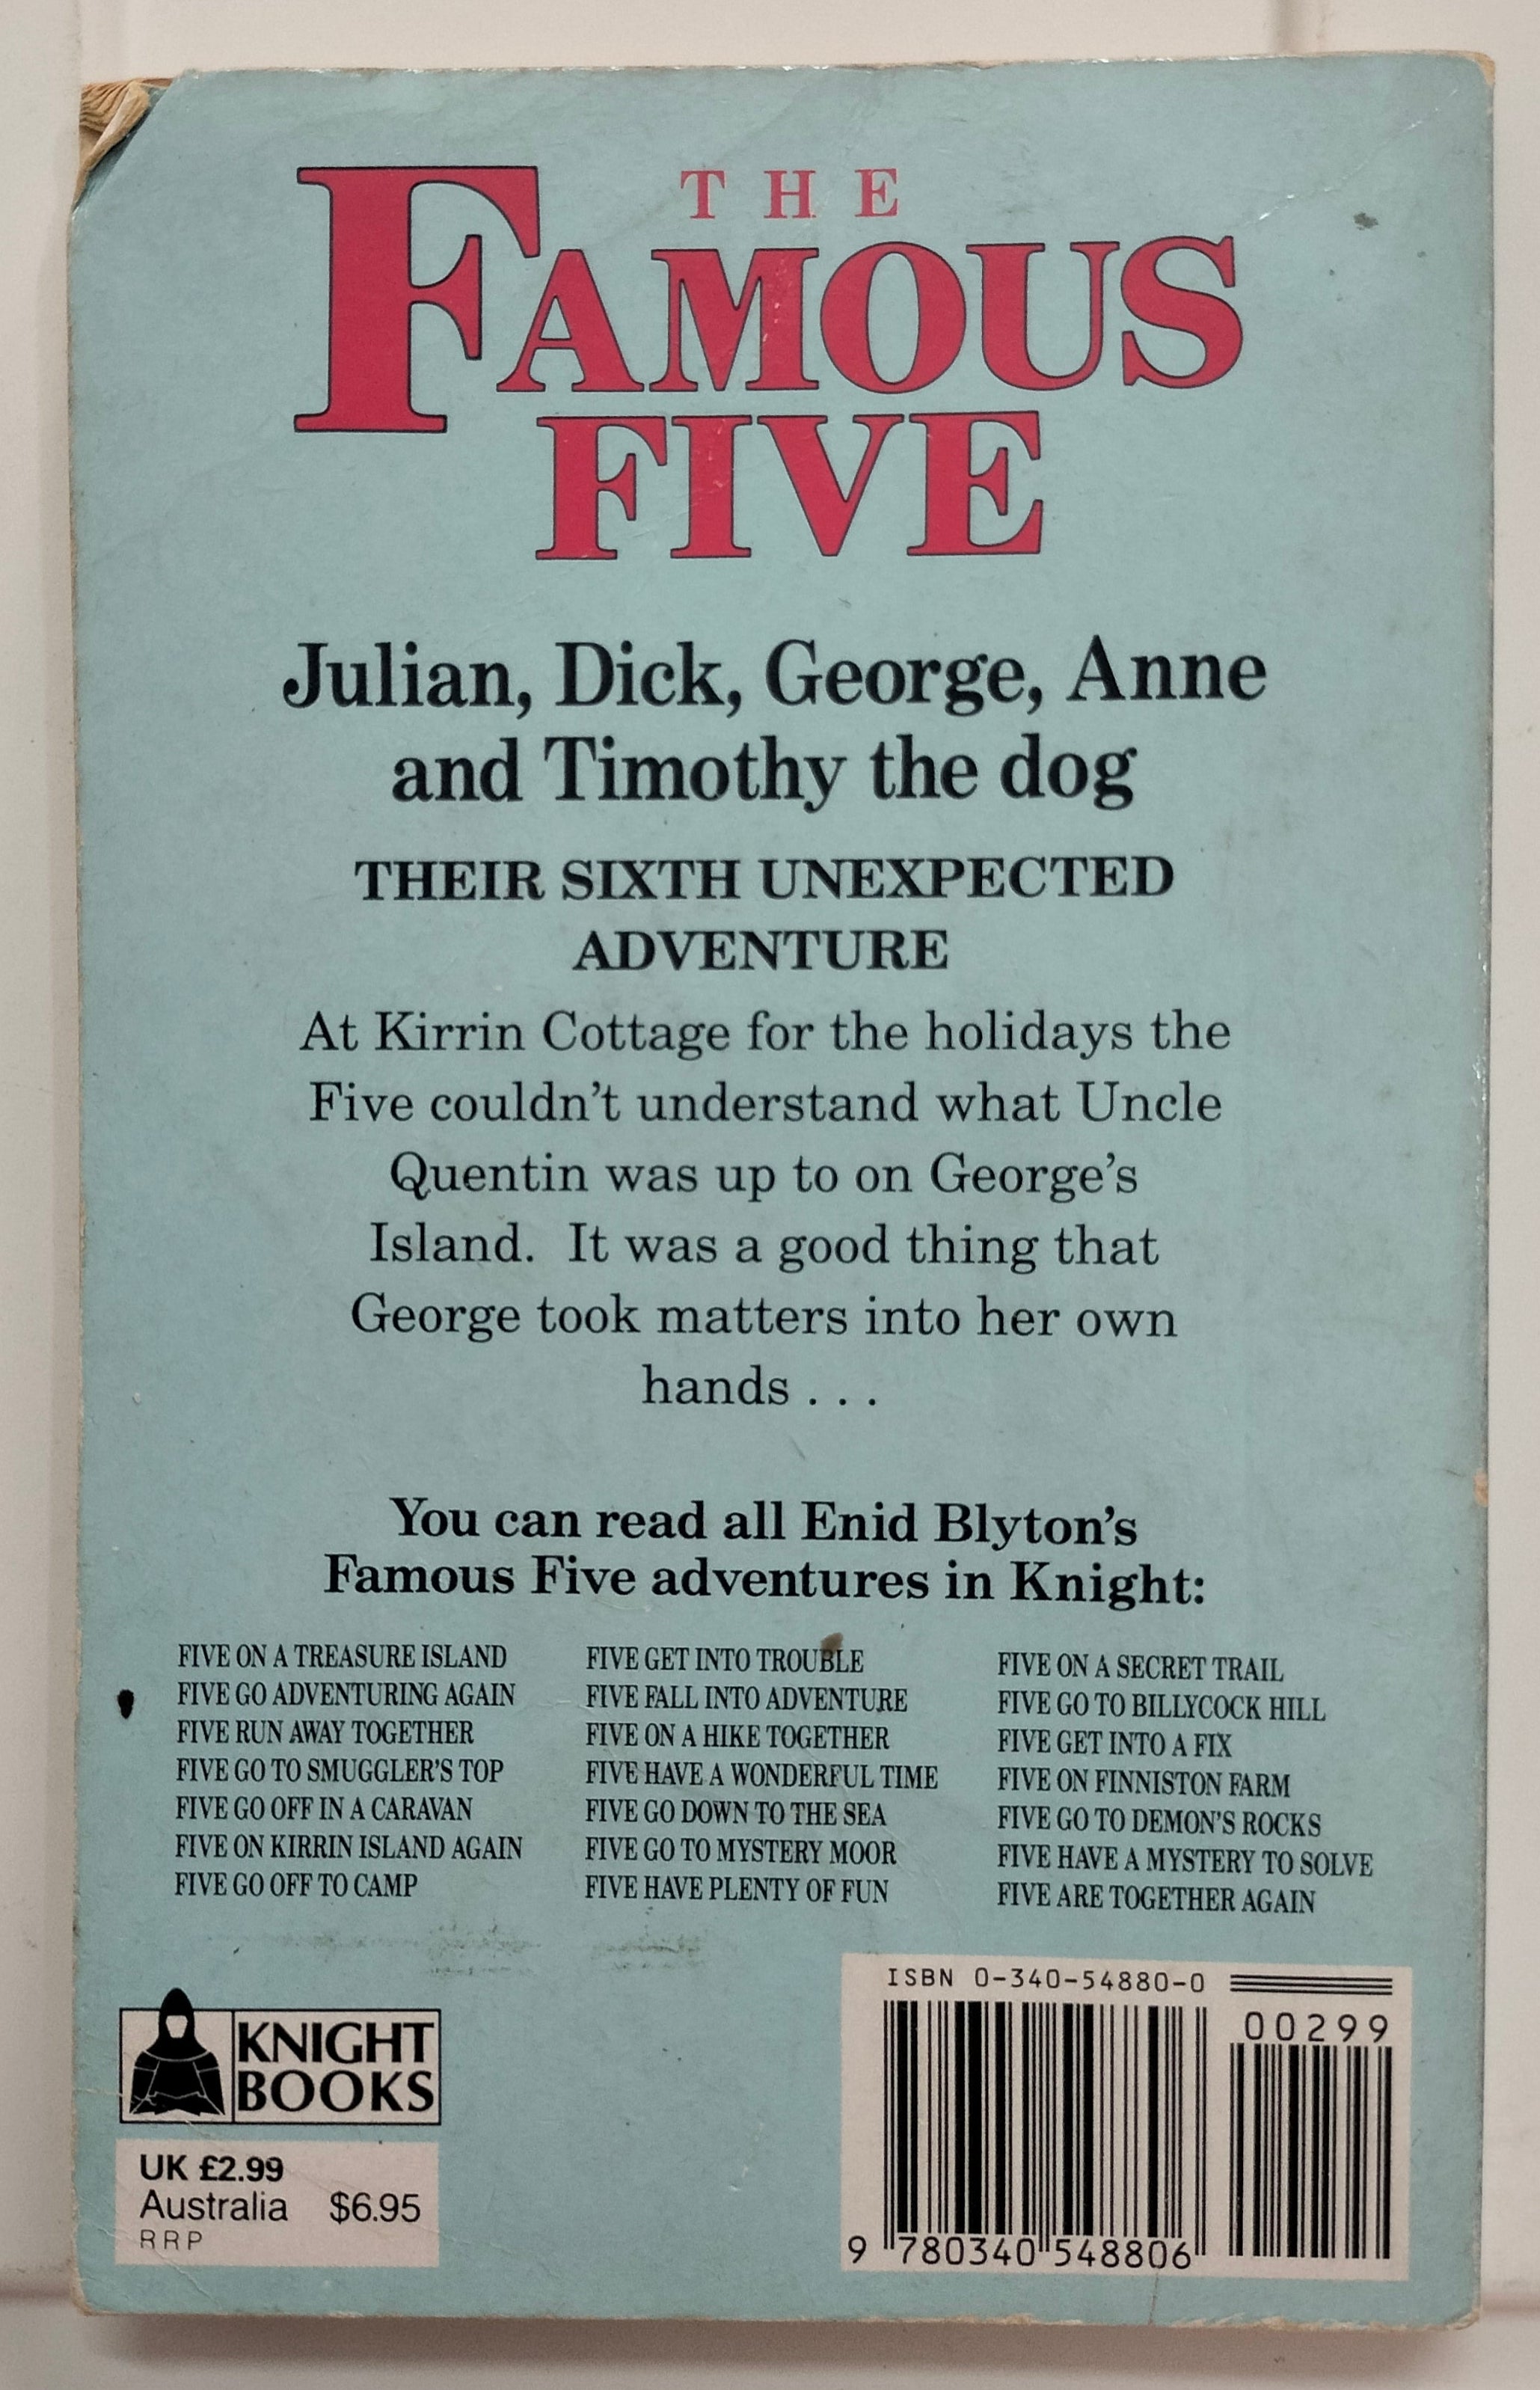 THE
FAMOUS
FIVE
Julian, Dick, George, Anne
and Timothy the dog
THEIR SIXTH UNEXPECTED
ADVENTURE
At Kirrin Cottage for the holidays the
Five couldn't understand what Uncle
Quentin was up to on George's
Island. It was a good thing that
George took matters into her own
hands . . .
You can read all Enid Blyton's
Famous Five adventures in Knight:
FIVE ON A TREASURE ISLAND
FIVE GO ADVENTURING AGAIN
FIVE RUN AWAY TOGETHER
FIVE GO TO SMUGGLER'S TOP
FIVE GO OFF IN A CARAVAN
FIVE ON KIRRIN ISLAND AGAIN
FIVE GO OFF TO CAMP
FIVE GET INTO TROUBLE
FIVE FALL INTO ADVENTURE
FIVE ON A HIKE TOGETHER
FIVE HAVE A WONDERFUL TIME
FIVE GO DOWN TO THE SEA
FIVE GO TO MYSTERY MOOR
FIVE HAVE PLENTY OF FUN
FIVE ON A SECRET TRAIL
FIVE GO TO BILLYCOCK HILL
FIVE GET INTO A FIX
FIVE ON FINNISTON FARM
FIVE GO TO DEMON'S ROCKS
FIVE HAVE A MYSTERY TO SOLVE
FIVE ARE TOGETHER AGAIN
KNIGHT
BOOKS
UK £2.99
Australia $6.95
RRP
ISBN 0-340-54880-0
00299
9 780340 548806